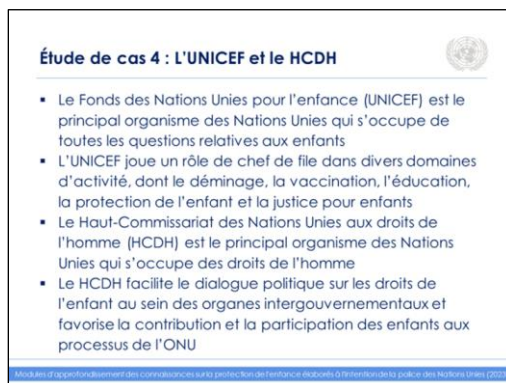 Étude de cas 4 : L’UNICEF et le HCDH
▪ Le Fonds des Nations Unies pour l’enfance (UNICEF) est le
principal organisme des Nations Unies qui s’occupe de
toutes les questions relatives aux enfants
▪ L’UNICEF joue un rôle de chef de file dans divers domaines
d’activité, dont le déminage, la vaccination, l’éducation,
la protection de l’enfant et la justice pour enfants
▪ Le Haut-Commissariat des Nations Unies aux droits de
l’homme (HCDH) est le principal organisme des Nations
Unies qui s’occupe des droits de l’homme
▪ Le HCDH facilite le dialogue politique sur les droits de
l’enfant au sein des organes intergouvernementaux et
favorise la contribution et la participation des enfants aux
processus de l’ONU
Modules d’approfondissement des connaissances sur la protection de l’enfance élaborés à l’intention de la police des Nations Unies (2023